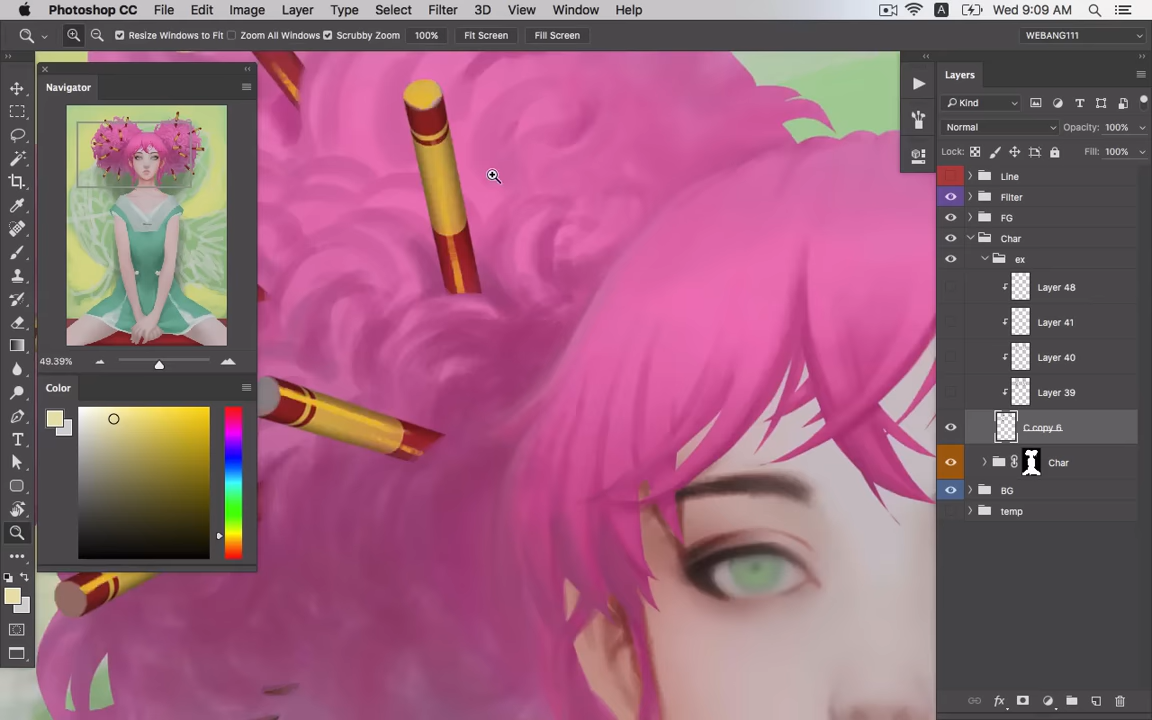 Photoshop CC File Edit Image Layer Type Select Filter 3D View Window Help A Wed 9:09 AM
Resize Windows to Fit Zoom All Windows Scrubby Zoom 100% Fit Screen Fill Screen WEBANG111
Navigator
49.39%
Color
T
Layers
Kind T
Normal Opacity: 100%
Lock: Fill: 100%
Line
Filter
FG
Char
ex
Layer 48
Layer 41
Layer 40
Layer 39
C copy 6
Char
BG
temp
fx